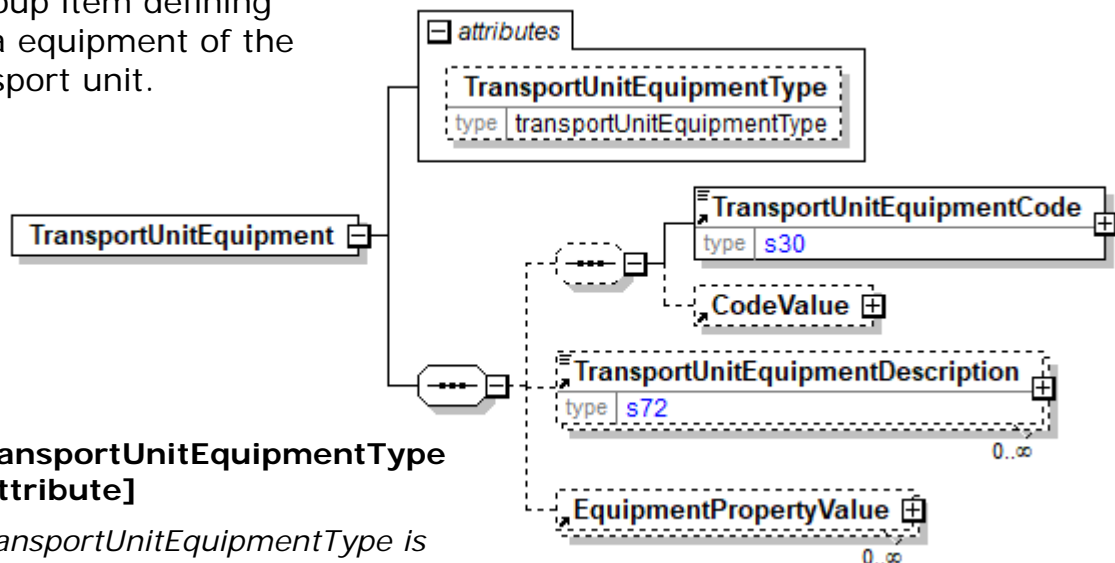 oup item defining
a equipment of the
sport unit.
attributes
TransportUnitEquipmentType
type transportUnitEquipmentType
TransportUnitEquipment
TransportUnitEquipmentCode
type s30
CodeValue
TransportUnitEquipmentDescription
type s72
0..∞
EquipmentPropertyValue
0..∞
ansportUnitEquipmentType
ttribute]
ansportUnitEquipmentType is